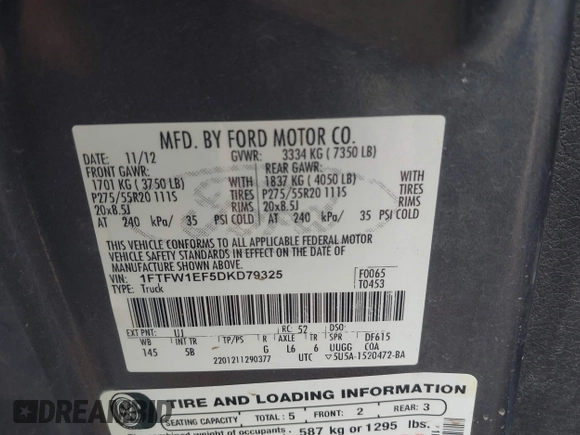 MFD. BY FORD MOTOR CO.
DATE: 11/12 GVWR: 3334 KG ( 7350 LB)
FRONT GAWR: REAR GAWR:
1701 KG ( 3750 LB) WITH 1837 KG ( 4050 LB) WITH
P275/55R20 111S TIRES P275/55R20 111S TIRES
20x8.5J RIMS 20x8.5J RIMS
AT 240 kPa/ 35 PSI COLD AT 240 kPa/ 35 PSI COLD
THIS VEHICLE CONFORMS TO ALL APPLICABLE FEDERAL MOTOR
VEHICLE SAFETY STANDARDS IN EFFECT ON THE DATE OF
MANUFACTURE SHOWN ABOVE.
VIN: 1FTFW1EF5DKD79325 F0065
TYPE: Truck T0453
EXT PNT: UJ RC: 52 DSO:
WB INT TR TP/PS R AXLE TR SPR DF615
145 5B G L6 6 UUGG COA
2201211290377 UTC 5U5A-1520472-BA
TIRE AND LOADING INFORMATION
SEATING CAPACITY TOTAL: 5 FRONT: 2 REAR: 3
weight of occupants 587 kg or 1295 lbs.
DREAMBID